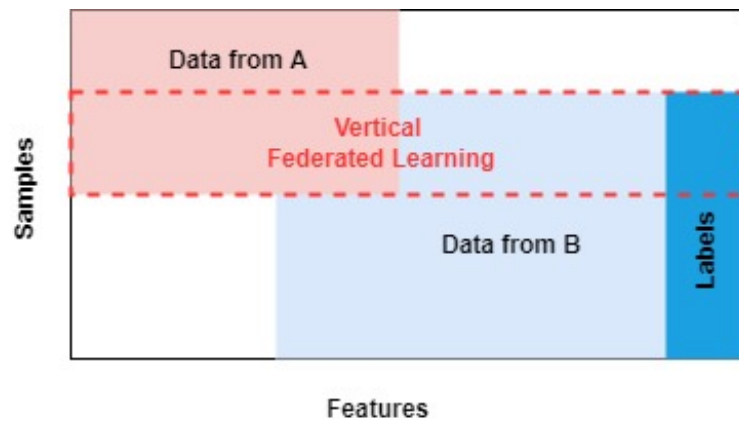 Data from A
Vertical
Federated Learning
Samples
Data from B
Labels
Features